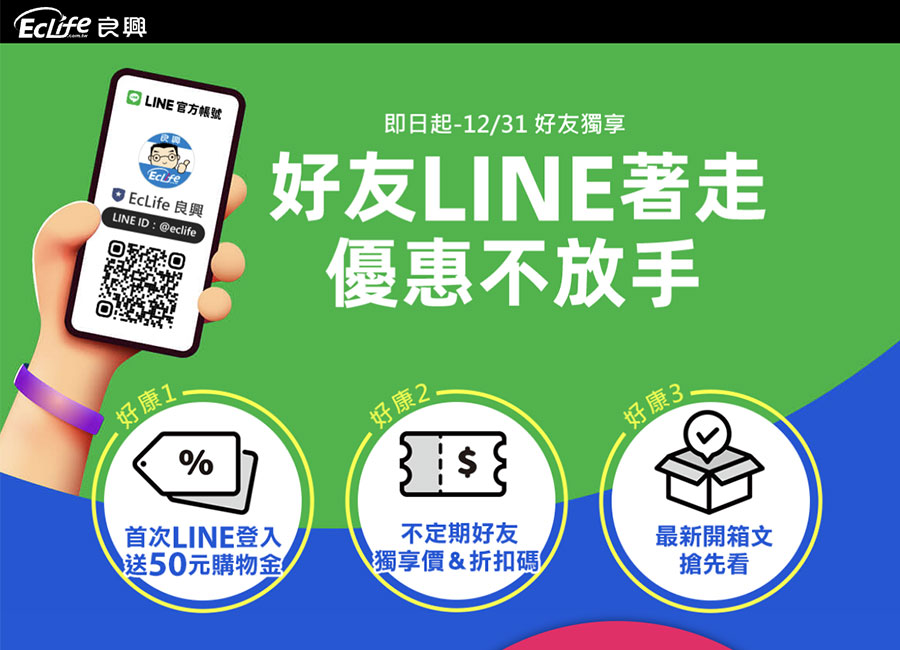 EcLife 良興
.com.tw
LINE 官方帳號
良興
EcLife
EcLife 良興
LINE ID：@eclife
即日起-12/31 好友獨享
好友LINE著走
優惠不放手
好康1
%
首次LINE登入
送50元購物金
好康2
$
不定期好友
獨享價＆折扣碼
好康3
最新開箱文
搶先看